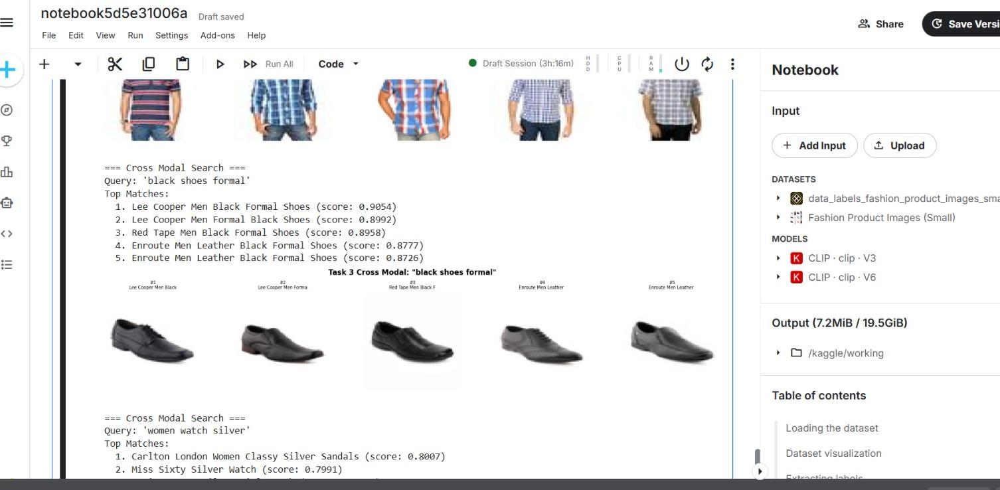 notebook5d5e31006a Draft saved
File Edit View Run Settings Add-ons Help
Share
Save Versi
Run All
Code
Draft Session (3h:16m)
HDD
CPU
RAM
=== Cross Modal Search ===
Query: 'black shoes formal'
Top Matches:
1. Lee Cooper Men Black Formal Shoes (score: 0.9054)
2. Lee Cooper Men Formal Black Shoes (score: 0.8992)
3. Red Tape Men Black Formal Shoes (score: 0.8958)
4. Enroute Men Leather Black Formal Shoes (score: 0.8777)
5. Enroute Men Leather Black Formal Shoes (score: 0.8726)
Task 3 Cross Modal: "black shoes formal"
#1 #2 #3 #4 #5
Lee Cooper Men Black Lee Cooper Men Forma Red Tape Men Black F Enroute Men Leather Enroute Men Leather
=== Cross Modal Search ===
Query: 'women watch silver'
Top Matches:
1. Carlton London Women Classy Silver Sandals (score: 0.8007)
2. Miss Sixty Silver Watch (score: 0.7991)
Notebook
Input
Add Input
Upload
DATASETS
data_labels_fashion_product_images_sma
Fashion Product Images (Small)
MODELS
K CLIP · clip · V3
K CLIP · clip · V6
Output (7.2MiB / 19.5GiB)
/kaggle/working
Table of contents
Loading the dataset
Dataset visualization
Extracting labels